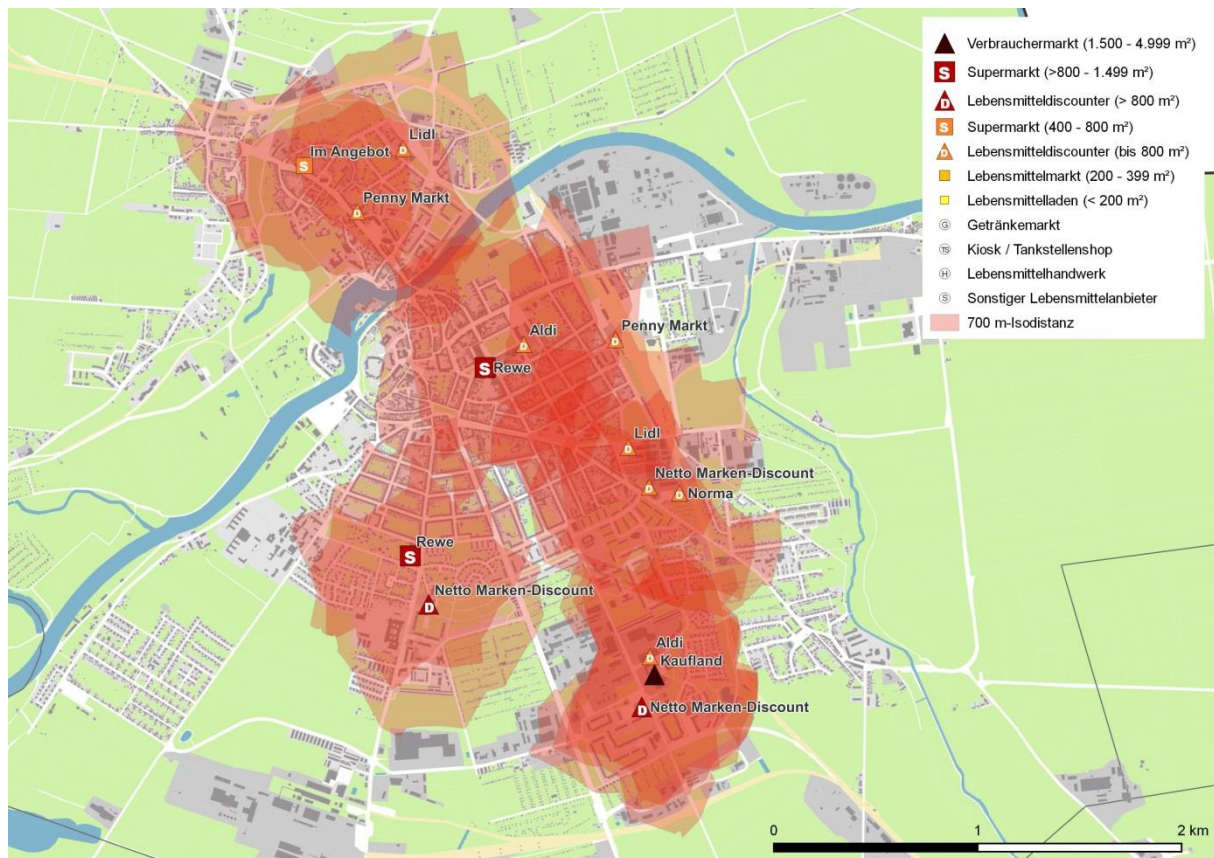 Verbrauchermarkt (1.500 - 4.999 m²)
S Supermarkt (>800 - 1.499 m²)
D Lebensmitteldiscounter (> 800 m²)
S Supermarkt (400 - 800 m²)
D Lebensmitteldiscounter (bis 800 m²)
Lebensmittelmarkt (200 - 399 m²)
Lebensmittelladen (< 200 m²)
G Getränkemarkt
TS Kiosk / Tankstellenshop
H Lebensmittelhandwerk
S Sonstiger Lebensmittelanbieter
700 m-Isodistanz
Lidl
D
Im Angebot
S
Penny Markt
D
Penny Markt
D
Aldi
D
S Rewe
Lidl
D
Netto Marken-Discount
D
D Norma
Rewe
S
Netto Marken-Discount
D
Aldi
D
Kaufland
D Netto Marken-Discount
0 1 2 km